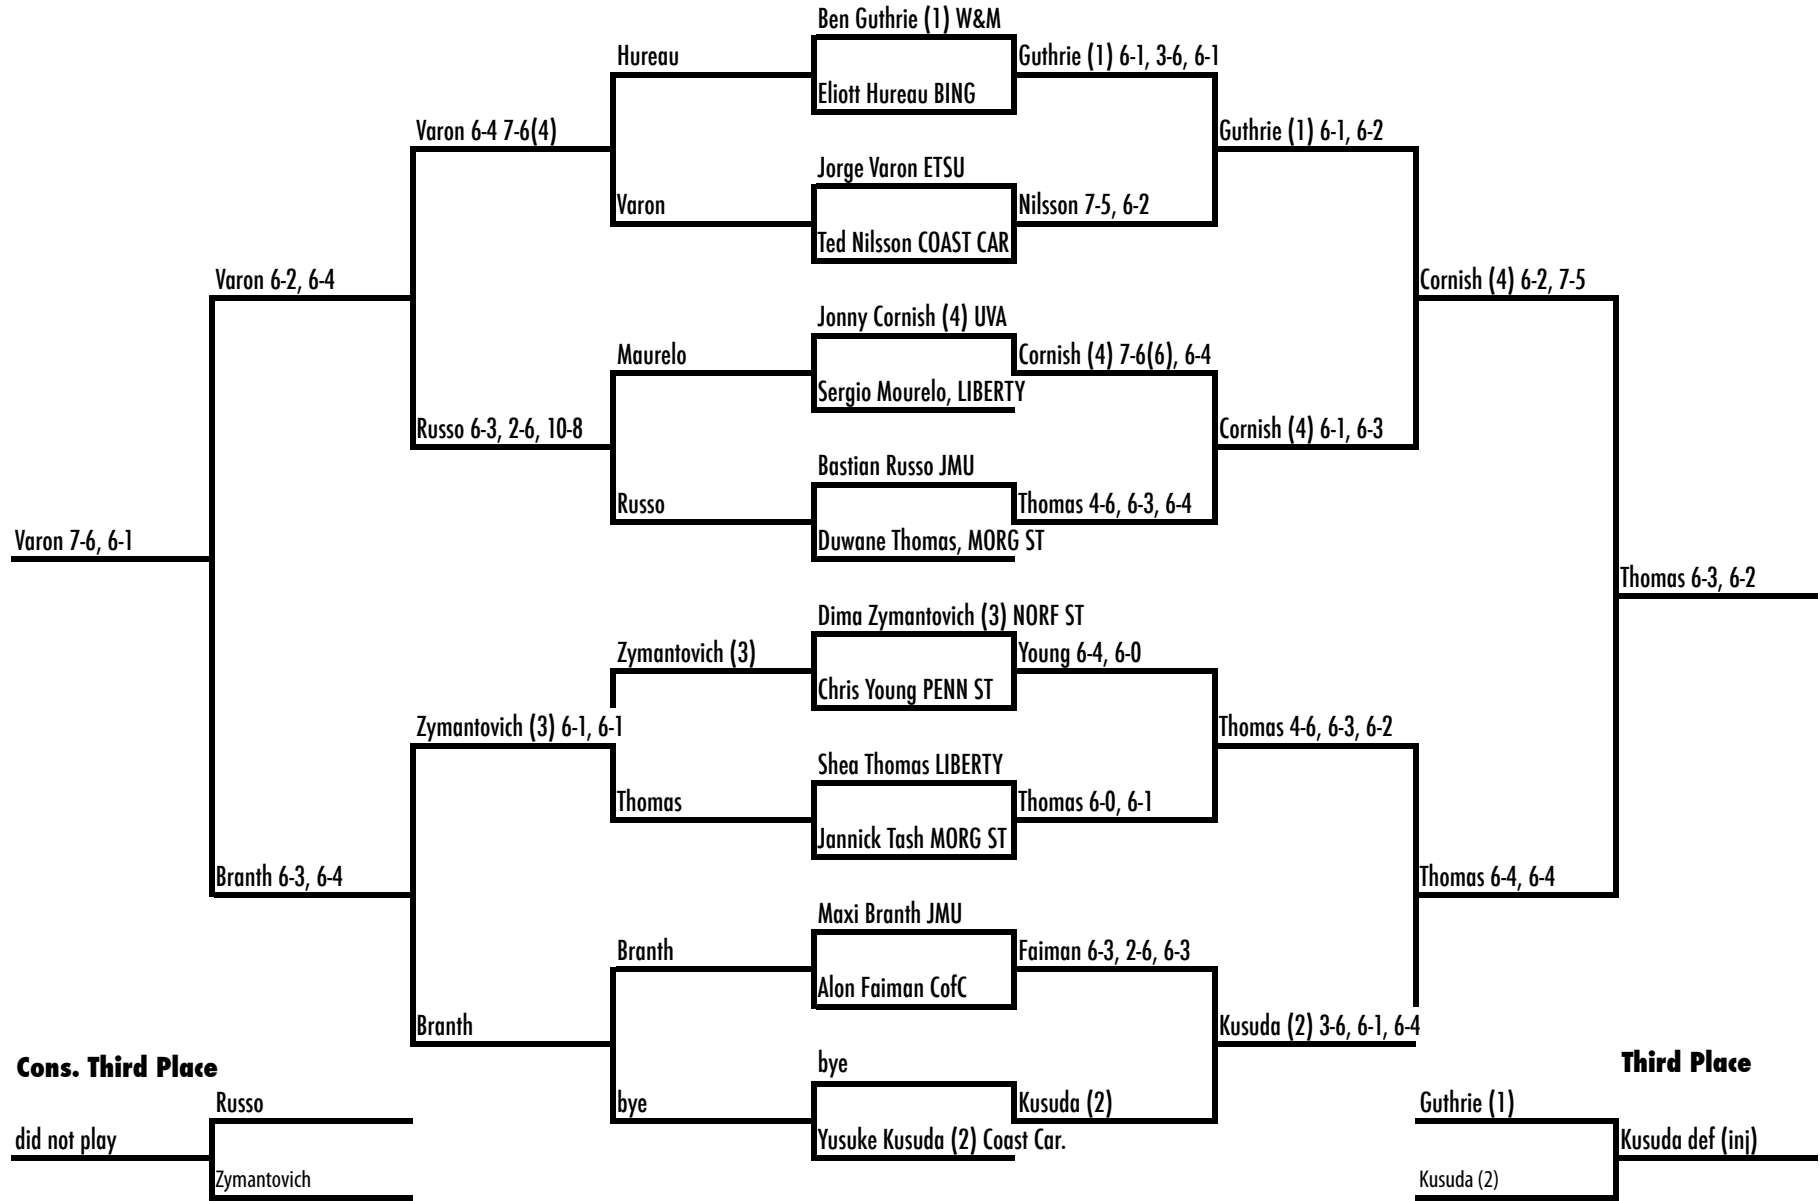 Ben Guthrie (1) W&M
Hureau
Guthrie (1) 6-1, 3-6, 6-1
Eliott Hureau BING
Varon 6-4 7-6(4)
Guthrie (1) 6-1, 6-2
Jorge Varon ETSU
Varon
Nilsson 7-5, 6-2
Ted Nilsson COAST CAR
Varon 6-2, 6-4
Cornish (4) 6-2, 7-5
Jonny Cornish (4) UVA
Maurelo
Cornish (4) 7-6(6), 6-4
Sergio Mourelo, LIBERTY
Russo 6-3, 2-6, 10-8
Cornish (4) 6-1, 6-3
Bastian Russo JMU
Russo
Thomas 4-6, 6-3, 6-4
Varon 7-6, 6-1
Duwane Thomas, MORG ST
Thomas 6-3, 6-2
Dima Zymantovich (3) NORF ST
Zymantovich (3)
Young 6-4, 6-0
Chris Young PENN ST
Zymantovich (3) 6-1, 6-1
Thomas 4-6, 6-3, 6-2
Shea Thomas LIBERTY
Thomas
Thomas 6-0, 6-1
Jannick Tash MORG ST
Branth 6-3, 6-4
Thomas 6-4, 6-4
Maxi Branth JMU
Branth
Faiman 6-3, 2-6, 6-3
Alon Faiman CofC
Branth
Kusuda (2) 3-6, 6-1, 6-4
Cons. Third Place
bye
Third Place
Russo
bye
Kusuda (2)
Guthrie (1)
did not play
Yusuke Kusuda (2) Coast Car.
Kusuda def (inj)
Zymantovich
Kusuda (2)